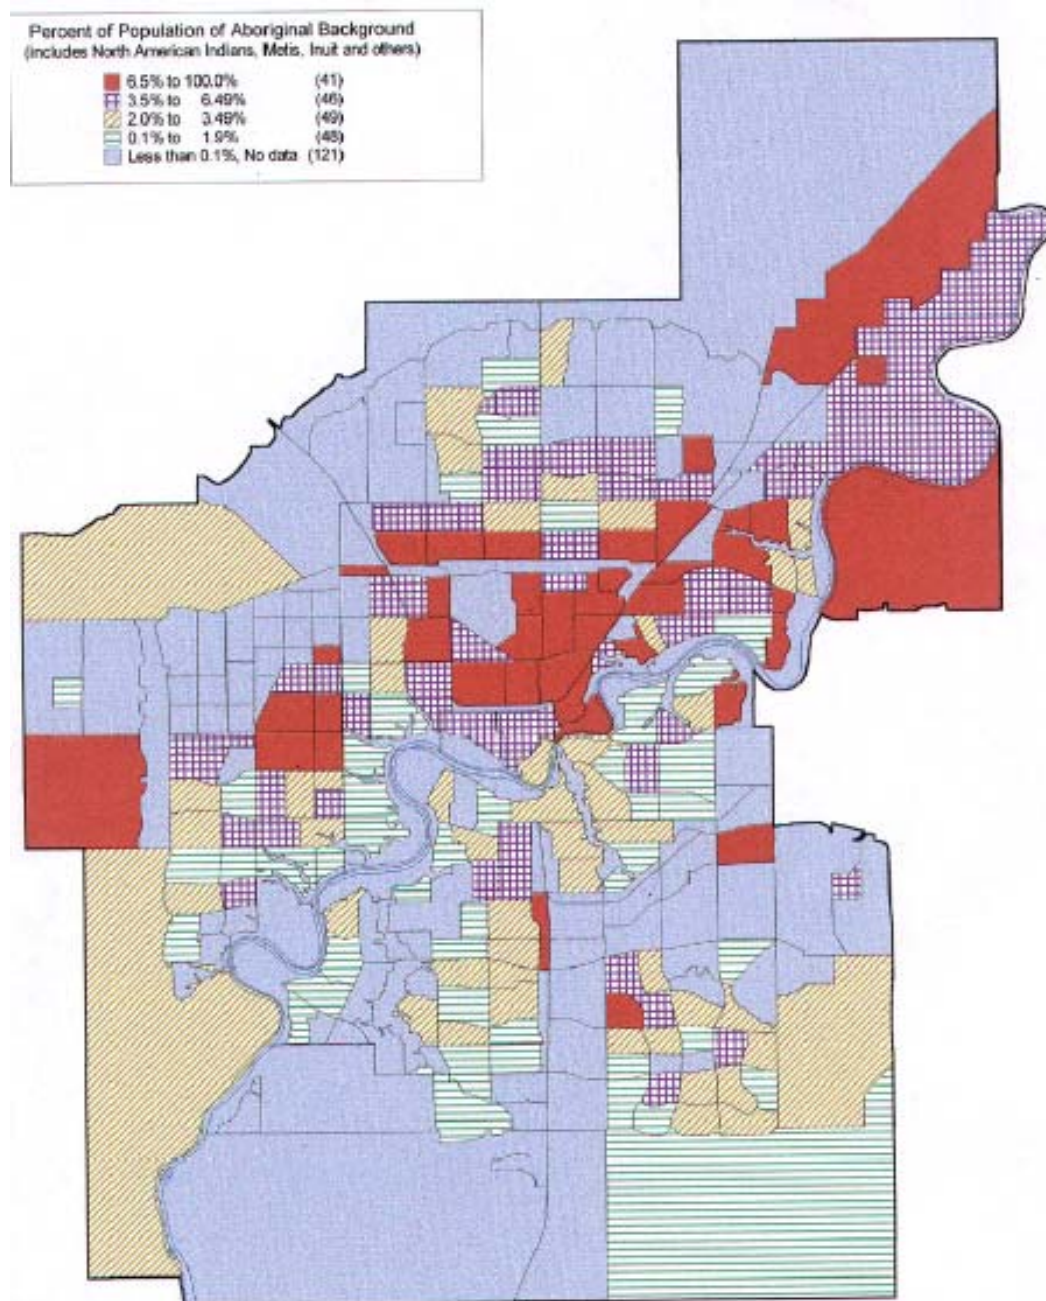 Percent of Population of Aboriginal Background
(includes North American Indians, Metis, Inuit and others)
6.5% to 100.0% (41)
3.5% to 6.49% (46)
2.0% to 3.49% (49)
0.1% to 1.9% (48)
Less than 0.1%, No data (121)